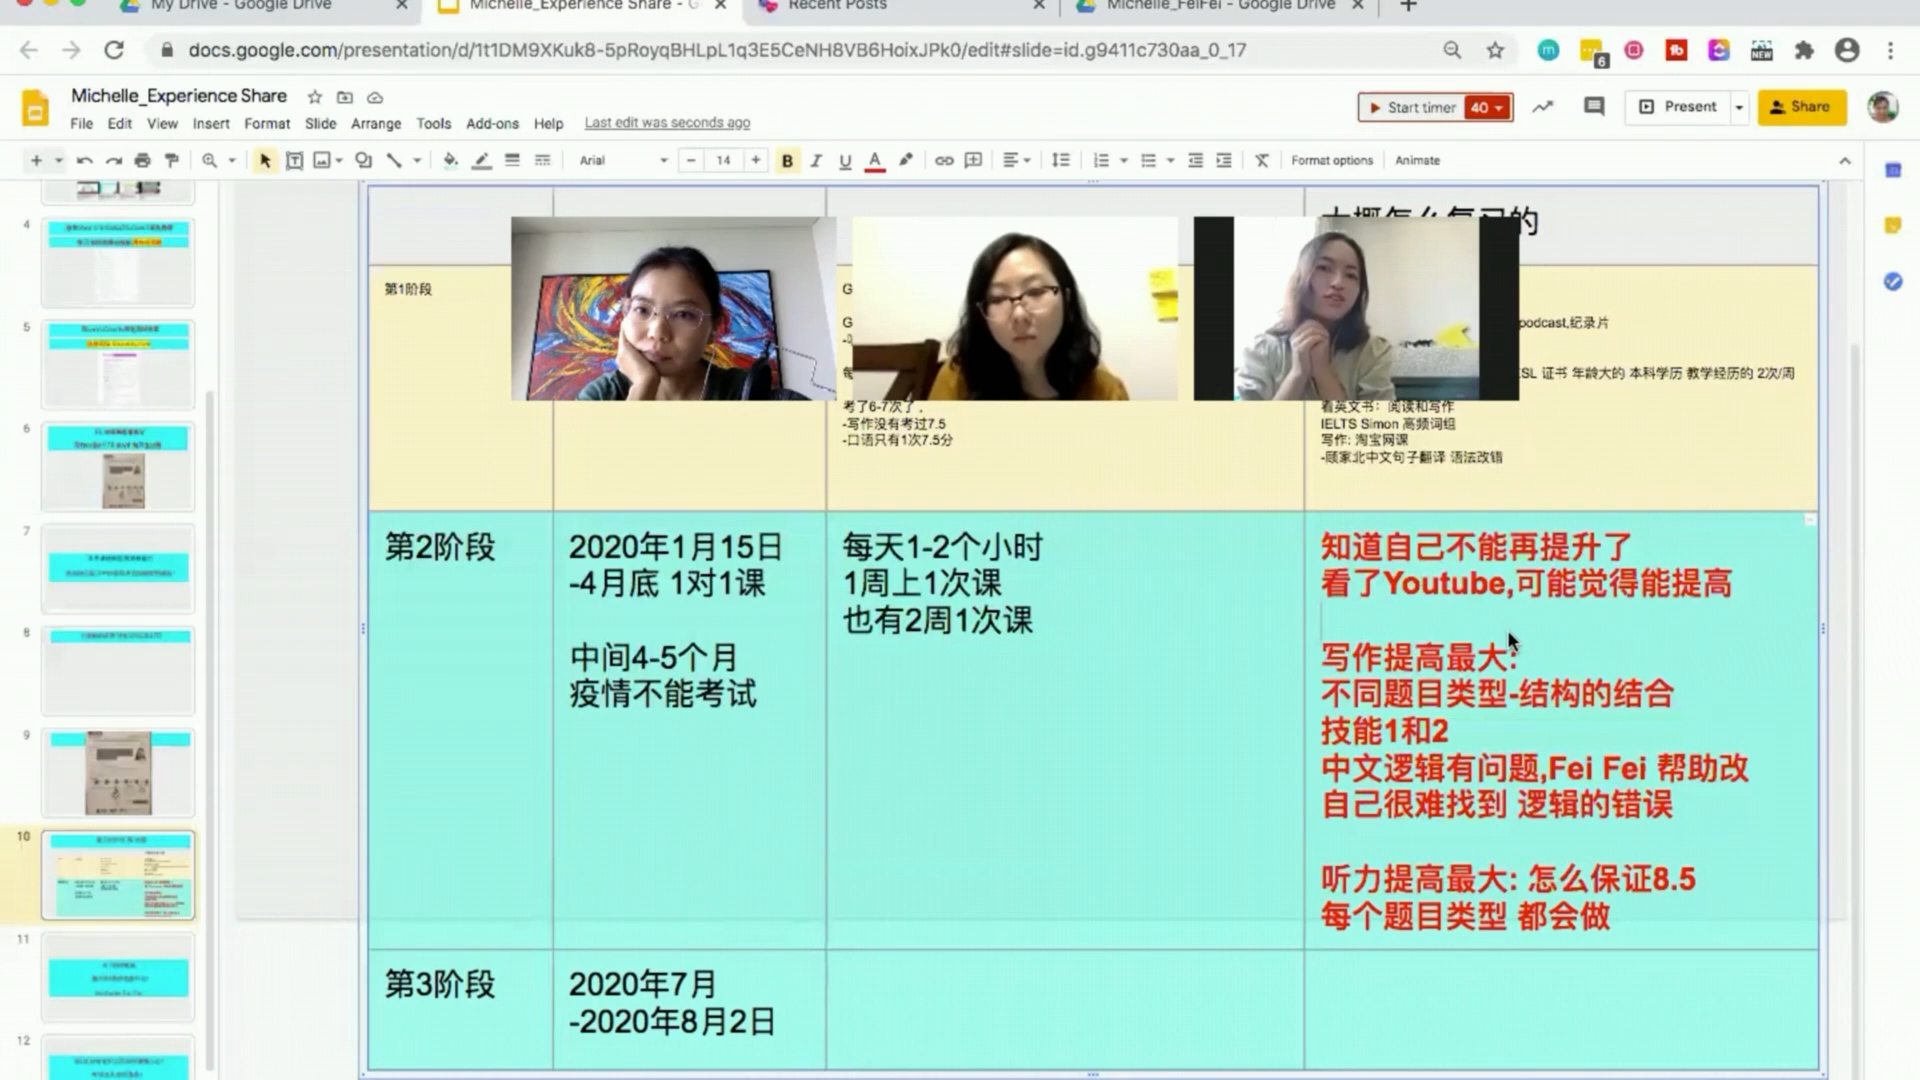 My Drive - Google Drive
Michelle_Experience Share - G
Recent Posts
Michelle_FeiFei - Google Drive
docs.google.com/presentation/d/1t1DM9XKuk8-5pRoyqBHLpL1q3E5CeNH8VB6HoixJPk0/edit#slide=id.g9411c730aa_0_17
6
NEW
Michelle_Experience Share
Start timer 40
Present
Share
File Edit View Insert Format Slide Arrange Tools Add-ons Help Last edit was seconds ago
Arial
14
B I U A
Format options
Animate
4
5
6
7
8
9
10
11
12
第1阶段
podcast,纪录片
SL 证书 年龄大的 本科学历 教学经历的 2次/周
考了6-7次了,
-写作没有考过7.5
-口语只有1次7.5分
看英文书: 阅读和写作
IELTS Simon 高频词组
写作: 淘宝网课
-顾家北中文句子翻译 语法改错
第2阶段
2020年1月15日
-4月底 1对1课
中间4-5个月
疫情不能考试
每天1-2个小时
1周上1次课
也有2周1次课
知道自己不能再提升了
看了Youtube,可能觉得能提高
写作提高最大:
不同题目类型-结构的结合
技能1和2
中文逻辑有问题,Fei Fei 帮助改
自己很难找到 逻辑的错误
听力提高最大: 怎么保证8.5
每个题目类型 都会做
第3阶段
2020年7月
-2020年8月2日